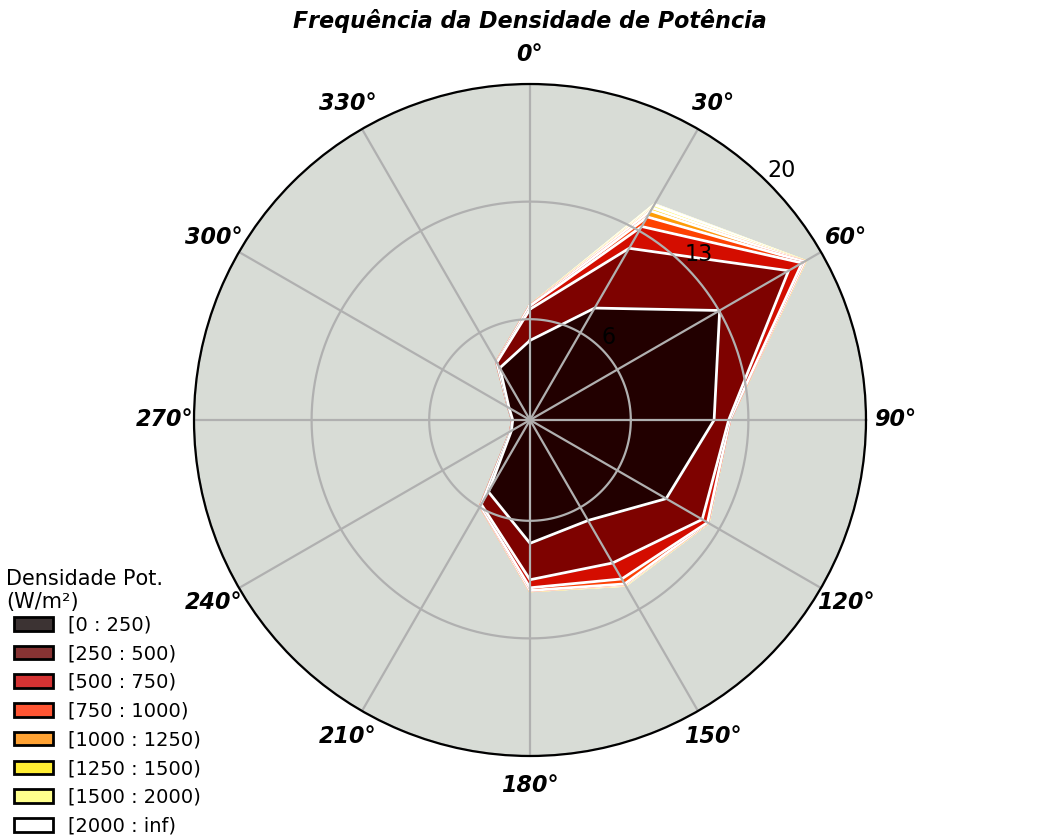 Frequência da Densidade de Potência
0°
330°
30°
20
300°
60°
13
6
270°
90°
240°
120°
210°
150°
180°
Densidade Pot.
(W/m²)
[0 : 250)
[250 : 500)
[500 : 750)
[750 : 1000)
[1000 : 1250)
[1250 : 1500)
[1500 : 2000)
[2000 : inf)